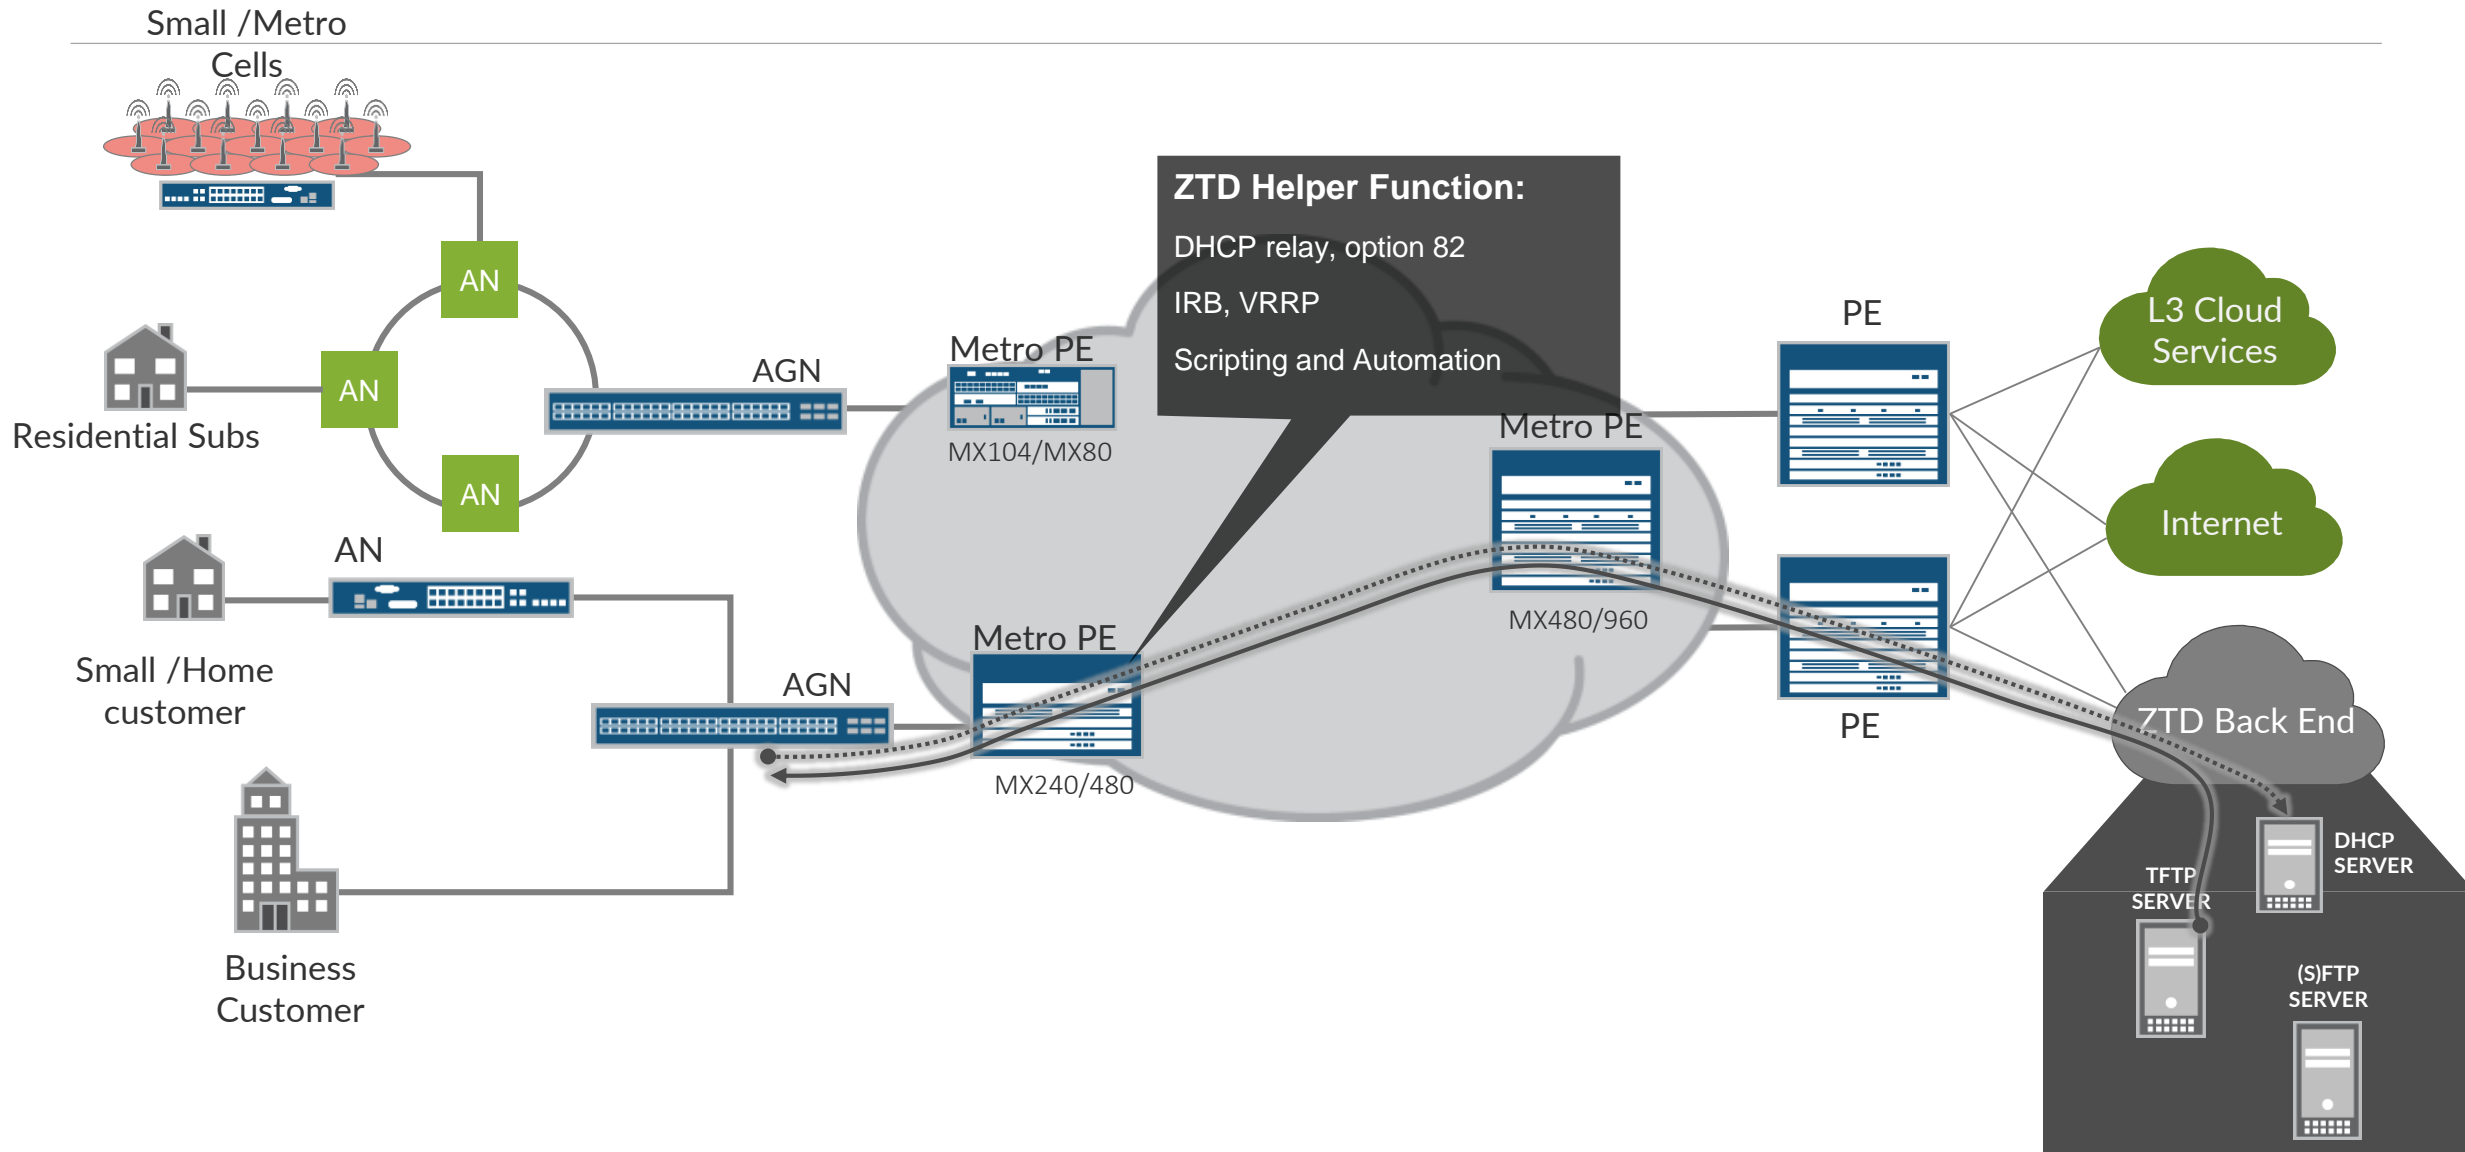 Small /Metro
Cells
ZTD Helper Function:
DHCP relay, option 82
IRB, VRRP
Scripting and Automation
AN
AN
AN
Residential Subs
AGN
Metro PE
MX104/MX80
Metro PE
MX480/960
PE
L3 Cloud
Services
Internet
AN
Small /Home
customer
AGN
Metro PE
MX240/480
PE
ZTD Back End
Business
Customer
DHCP
SERVER
TFTP
SERVER
(S)FTP
SERVER